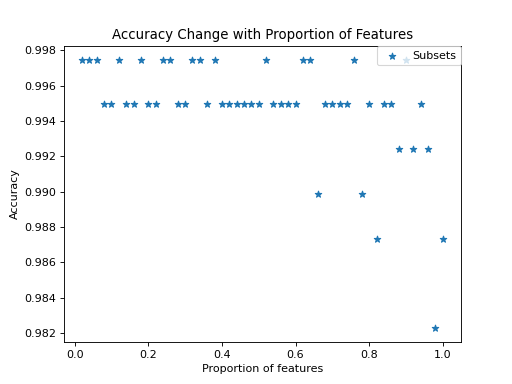 Accuracy Change with Proportion of Features
Subsets
Accuracy
0.998
0.996
0.994
0.992
0.990
0.988
0.986
0.984
0.982
0.0 0.2 0.4 0.6 0.8 1.0
Proportion of features